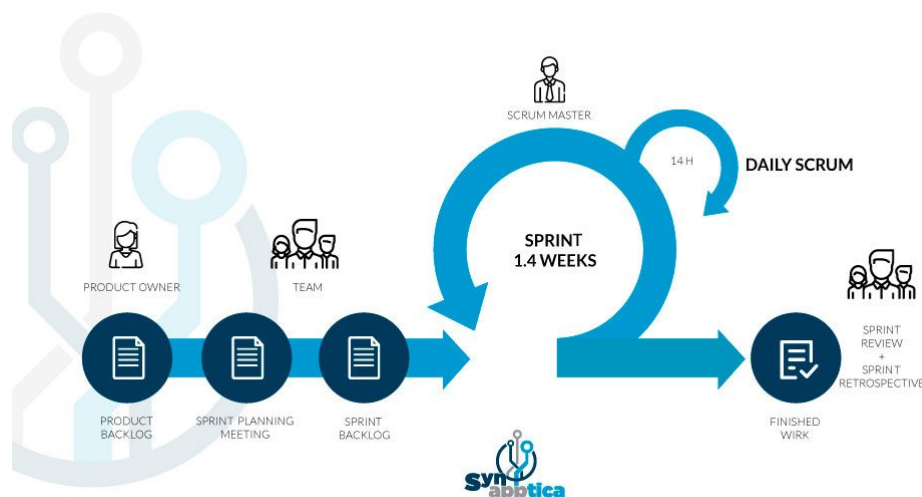 SCRUM MASTER
14 H
DAILY SCRUM
SPRINT
1.4 WEEKS
PRODUCT OWNER
TEAM
PRODUCT
BACKLOG
SPRINT PLANNING
MEETING
SPRINT
BACKLOG
FINISHED
WIRK
SPRINT
REVIEW
+
SPRINT
RETROSPECTIVE
Syn
apptica